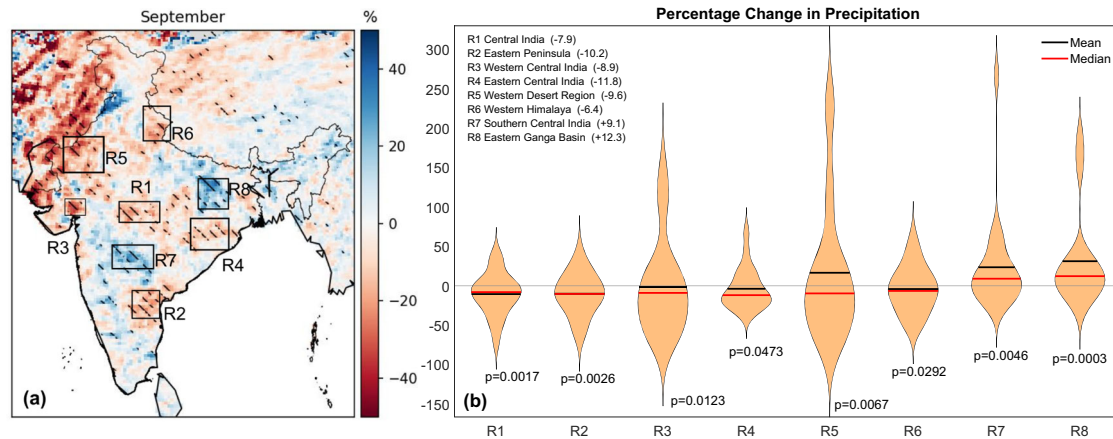 September
%
40
20
0
−20
−40
R6
R5
R1
R8
R3
R4
R7
R2
(a)
Percentage Change in Precipitation
R1 Central India (-7.9)
R2 Eastern Peninsula (-10.2)
R3 Western Central India (-8.9)
R4 Eastern Central India (-11.8)
R5 Western Desert Region (-9.6)
R6 Western Himalaya (-6.4)
R7 Southern Central India (+9.1)
R8 Eastern Ganga Basin (+12.3)
Mean
Median
300
250
200
150
100
50
0
-50
-100
-150
p=0.0017
p=0.0026
p=0.0123
p=0.0473
p=0.0067
p=0.0292
p=0.0046
p=0.0003
(b)
R1 R2 R3 R4 R5 R6 R7 R8